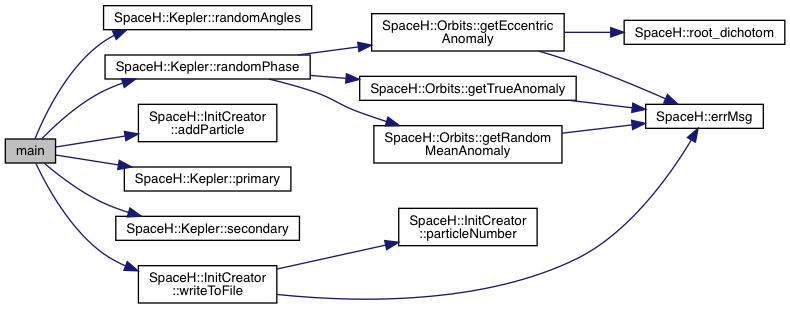 main
SpaceH::Kepler::randomAngles
SpaceH::Kepler::randomPhase
SpaceH::InitCreator
::addParticle
SpaceH::Kepler::primary
SpaceH::Kepler::secondary
SpaceH::InitCreator
::writeToFile
SpaceH::Orbits::getEccentric
Anomaly
SpaceH::Orbits::getTrueAnomaly
SpaceH::Orbits::getRandom
MeanAnomaly
SpaceH::InitCreator
::particleNumber
SpaceH::root_dichotom
SpaceH::errMsg